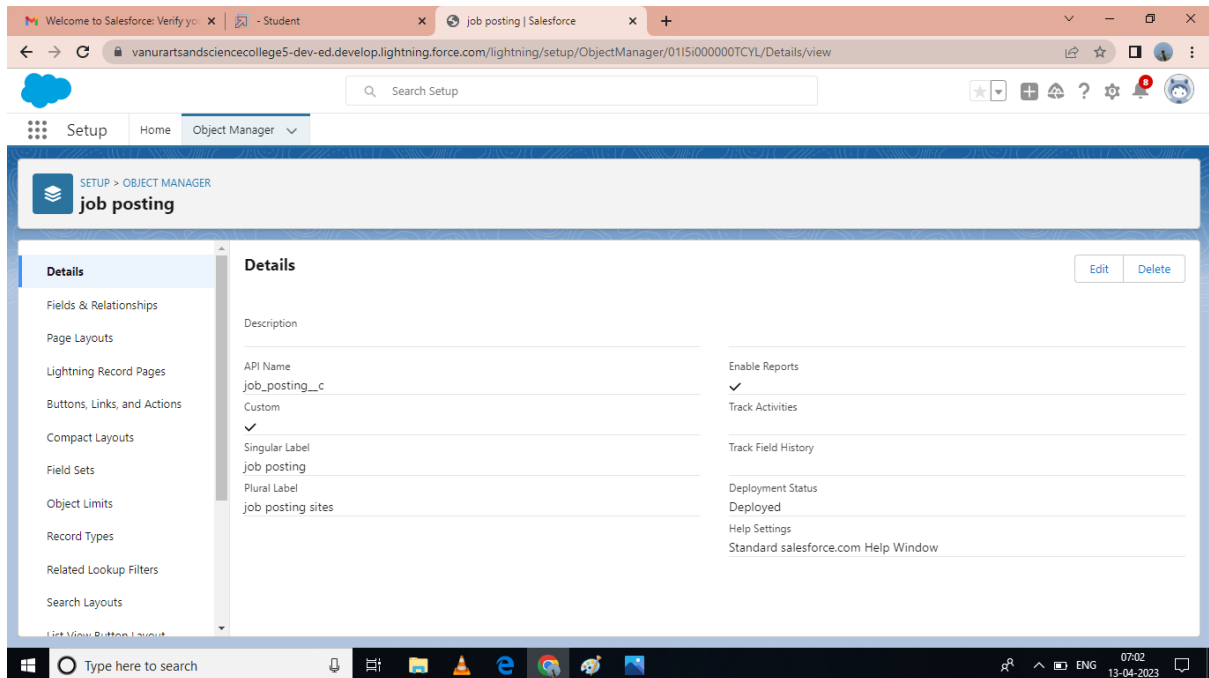 Welcome to Salesforce: Verify yo
- Student
job posting | Salesforce
vanurartsandsciencecollege5-dev-ed.develop.lightning.force.com/lightning/setup/ObjectManager/01I5i000000TCYL/Details/view
Search Setup
8
Setup
Home
Object Manager
SETUP > OBJECT MANAGER
job posting
Details
Fields & Relationships
Page Layouts
Lightning Record Pages
Buttons, Links, and Actions
Compact Layouts
Field Sets
Object Limits
Record Types
Related Lookup Filters
Search Layouts
List View Button Layout
Details
Edit
Delete
Description
API Name
job_posting__c
Custom
Singular Label
job posting
Plural Label
job posting sites
Enable Reports
Track Activities
Track Field History
Deployment Status
Deployed
Help Settings
Standard salesforce.com Help Window
Type here to search
ENG
07:02
13-04-2023